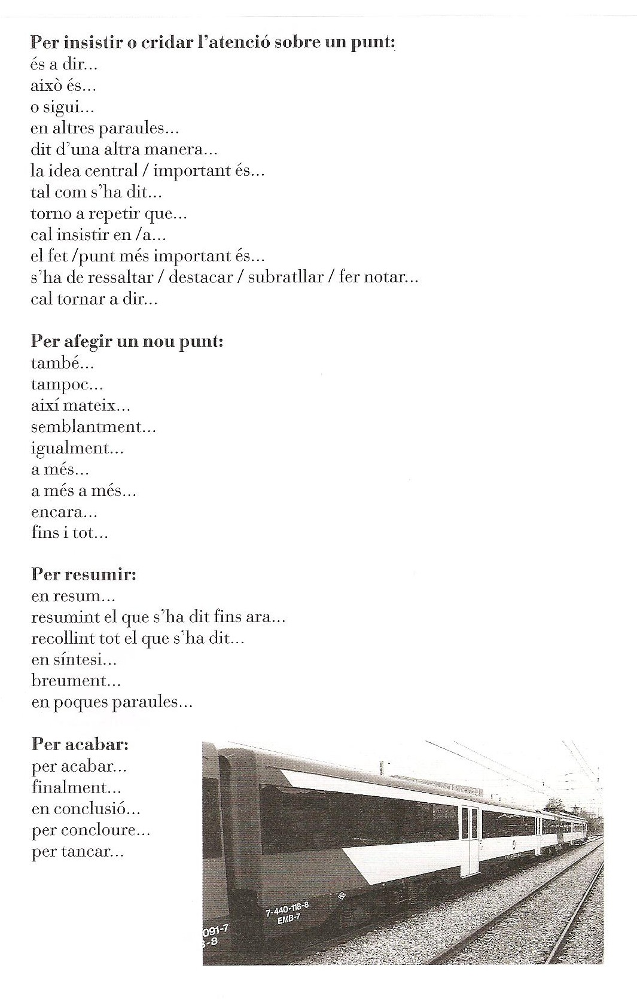 Per insistir o cridar l'atenció sobre un punt:
és a dir...
això és...
o sigui...
en altres paraules...
dit d'una altra manera...
la idea central / important és...
tal com s'ha dit...
torno a repetir que...
cal insistir en /a...
el fet /punt més important és...
s'ha de ressaltar / destacar / subratllar / fer notar...
cal tornar a dir...
Per afegir un nou punt:
també...
tampoc...
així mateix...
semblantment...
igualment...
a més...
a més a més...
encara...
fins i tot...
Per resumir:
en resum...
resumint el que s'ha dit fins ara...
recollint tot el que s'ha dit...
en síntesi...
breument...
en poques paraules...
Per acabar:
per acabar...
finalment...
en conclusió...
per concloure...
per tancar...
7-440-118-8
EMB-7
091-7
-8